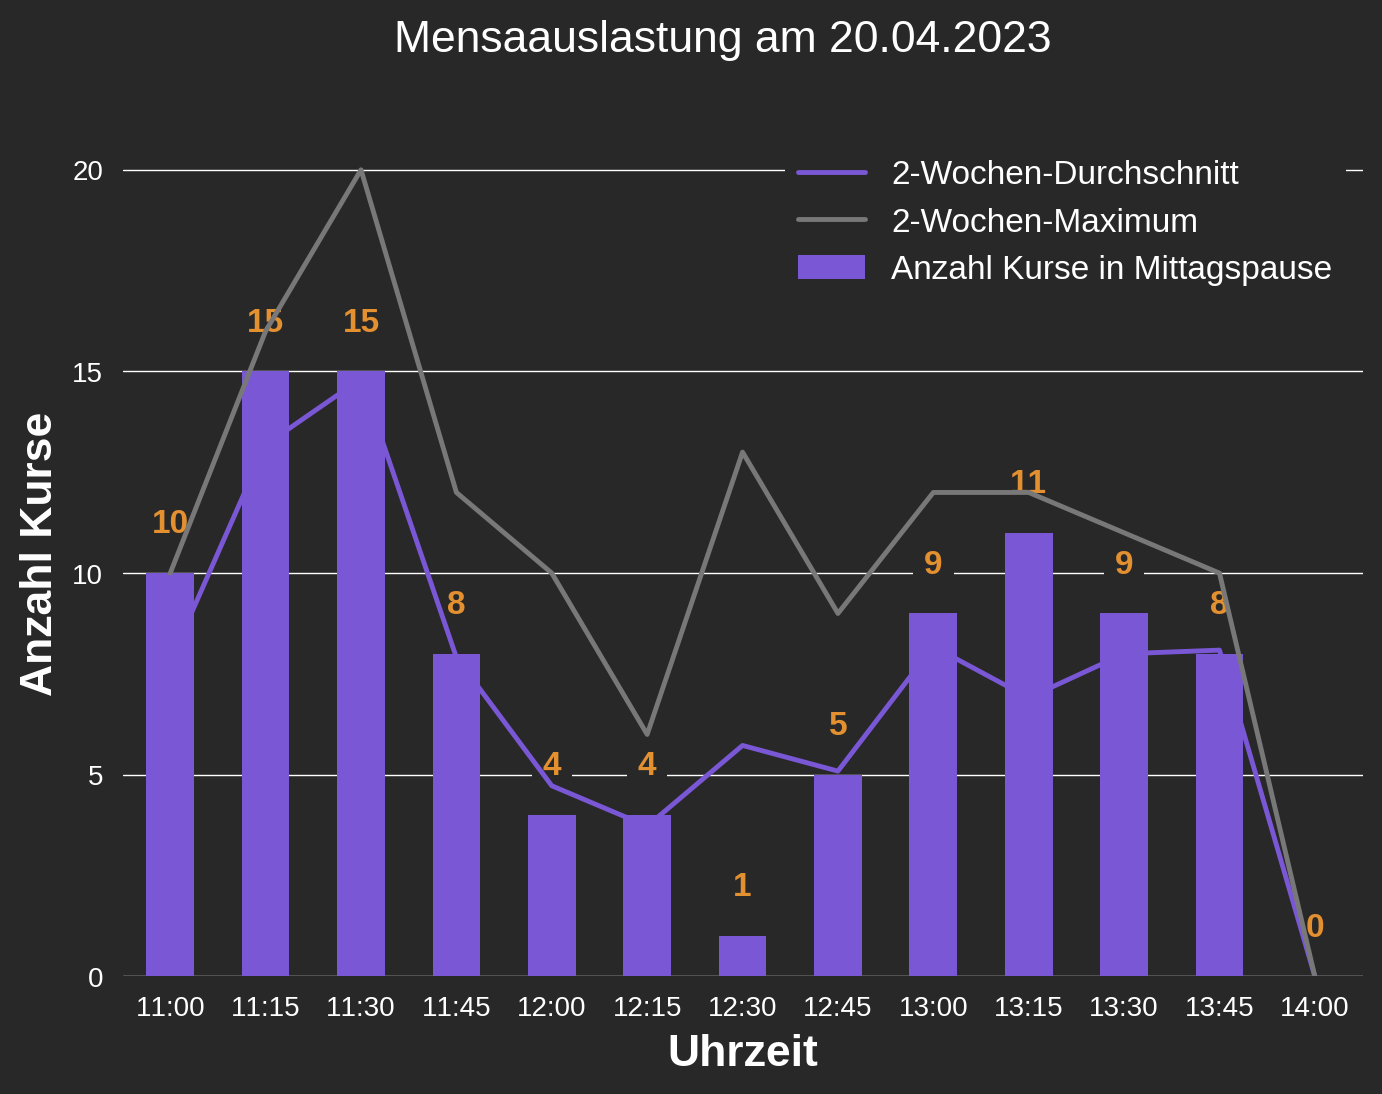 Mensaauslastung am 20.04.2023
2-Wochen-Durchschnitt
2-Wochen-Maximum
Anzahl Kurse in Mittagspause
Anzahl Kurse
20
15
10
5
0
10
15
15
8
4
4
1
5
9
11
9
8
0
11:00 11:15 11:30 11:45 12:00 12:15 12:30 12:45 13:00 13:15 13:30 13:45 14:00
Uhrzeit